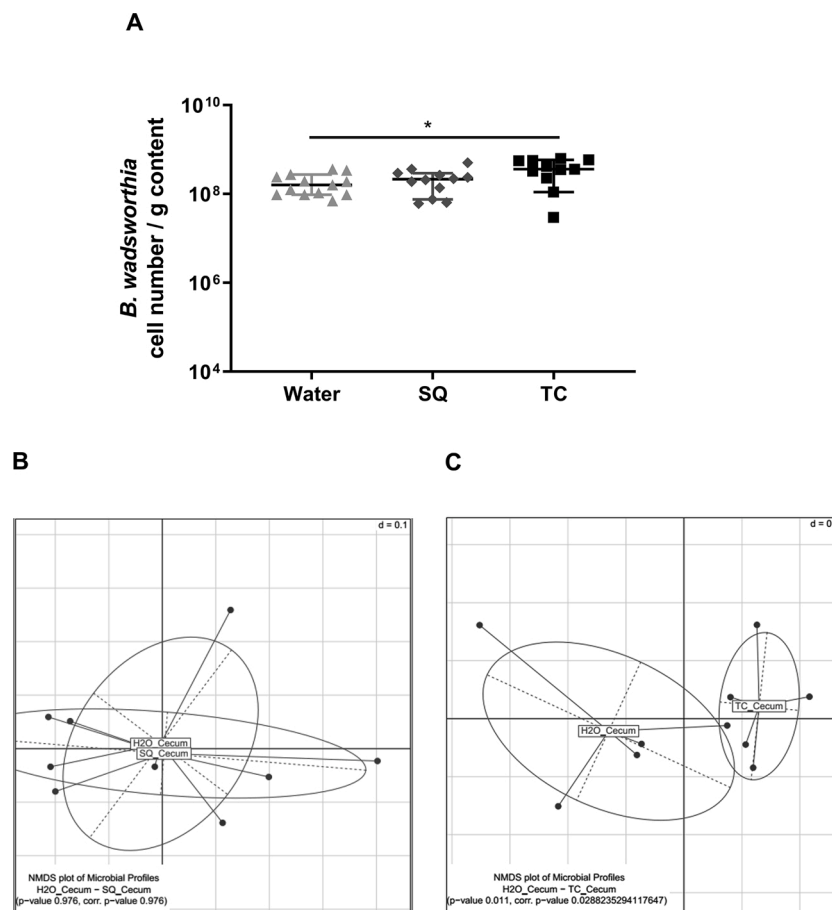 A
B. wadsworthia
cell number / g content
10^10
10^8
10^6
10^4
*
Water SQ TC
B
d = 0.1
H2O_Cecum
SQ_Cecum
NMDS plot of Microbial Profiles
H2O_Cecum − SQ_Cecum
(p−value 0.976, corr. p−value 0.976)
C
d = 0
TC_Cecum
H2O_Cecum
NMDS plot of Microbial Profiles
H2O_Cecum − TC_Cecum
(p−value 0.011, corr. p−value 0.0288235294117647)